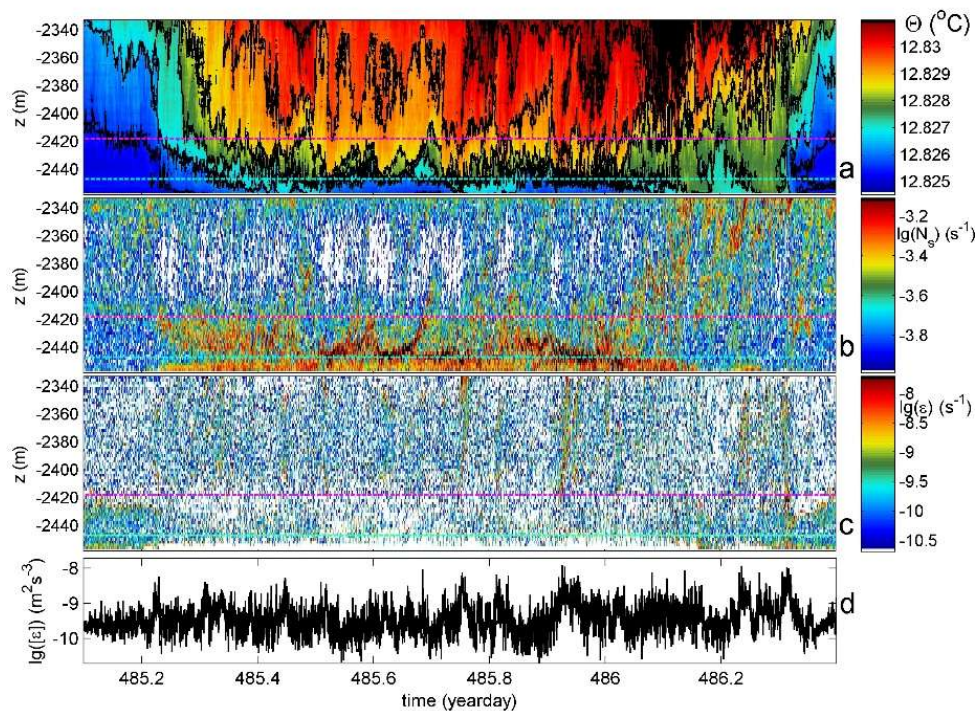 -2340
-2360
-2380
-2400
-2420
-2440
z (m)
a
Θ (°C)
12.83
12.829
12.828
12.827
12.826
12.825
-2340
-2360
-2380
-2400
-2420
-2440
z (m)
b
-3.2
lg(Ns) (s-1)
-3.4
-3.6
-3.8
-2340
-2360
-2380
-2400
-2420
-2440
z (m)
c
-8
lg(ε) (s-1)
-8.5
-9
-9.5
-10
-10.5
-8
-9
-10
lg([ε]) (m2s-3)
d
485.2 485.4 485.6 485.8 486 486.2
time (yearday)